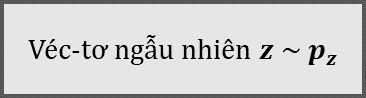 Véc-tơ ngẫu nhiên z ~ p_z